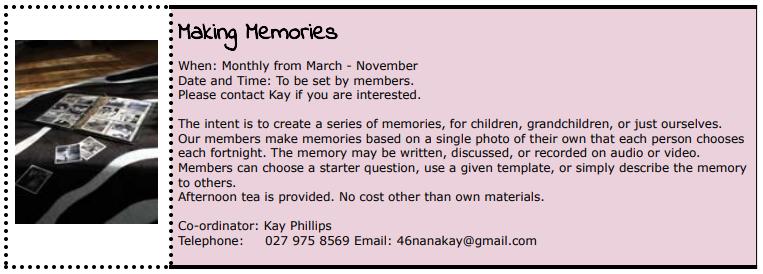 Making Memories
When: Monthly from March - November
Date and Time: To be set by members.
Please contact Kay if you are interested.
The intent is to create a series of memories, for children, grandchildren, or just ourselves.
Our members make memories based on a single photo of their own that each person chooses
each fortnight. The memory may be written, discussed, or recorded on audio or video.
Members can choose a starter question, use a given template, or simply describe the memory
to others.
Afternoon tea is provided. No cost other than own materials.
Co-ordinator: Kay Phillips
Telephone: 027 975 8569 Email: 46nanakay@gmail.com